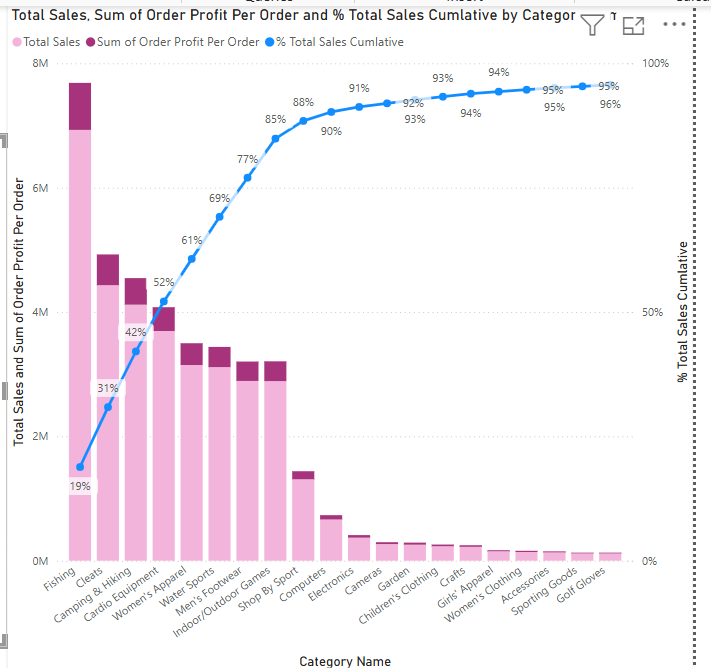 Total Sales, Sum of Order Profit Per Order and % Total Sales Cumlative by Categor
Total Sales Sum of Order Profit Per Order % Total Sales Cumlative
8M
6M
4M
2M
0M
100%
50%
0%
19%
31%
42%
52%
61%
69%
77%
85%
88%
90%
91%
92%
93%
93%
94%
94%
95%
95%
95%
96%
Total Sales and Sum of Order Profit Per Order
% Total Sales Cumlative
Fishing
Cleats
Camping & Hiking
Cardio Equipment
Women's Apparel
Water Sports
Men's Footwear
Indoor/Outdoor Games
Shop By Sport
Computers
Electronics
Cameras
Garden
Children's Clothing
Crafts
Girls' Apparel
Women's Clothing
Accessories
Sporting Goods
Golf Gloves
Category Name